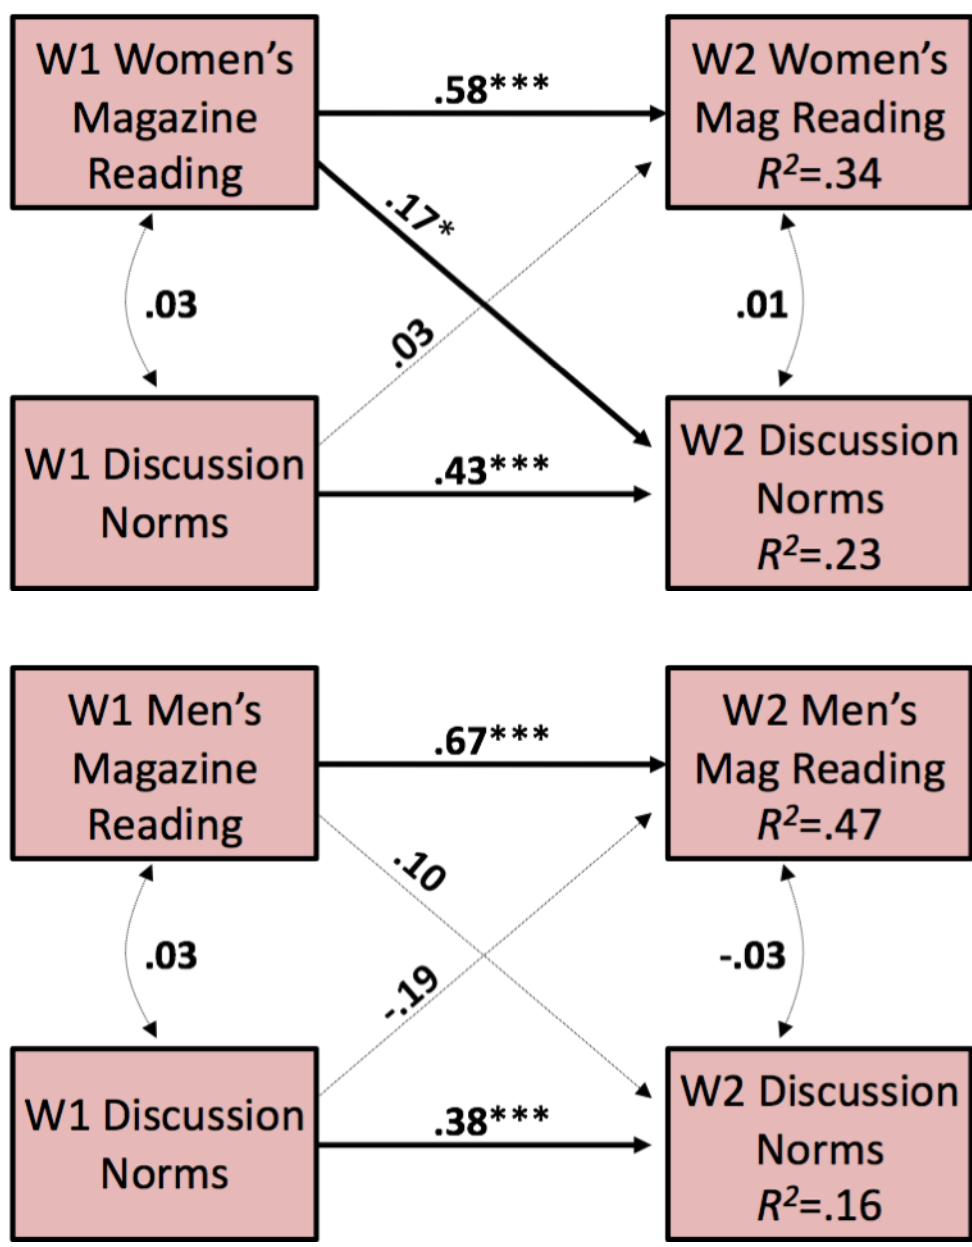 W1 Women’s
Magazine
Reading
.58***
W2 Women’s
Mag Reading
R²=.34
.17*
.03
.03
.01
W1 Discussion
Norms
.43***
W2 Discussion
Norms
R²=.23
W1 Men’s
Magazine
Reading
.67***
W2 Men’s
Mag Reading
R²=.47
.10
-.19
.03
-.03
W1 Discussion
Norms
.38***
W2 Discussion
Norms
R²=.16